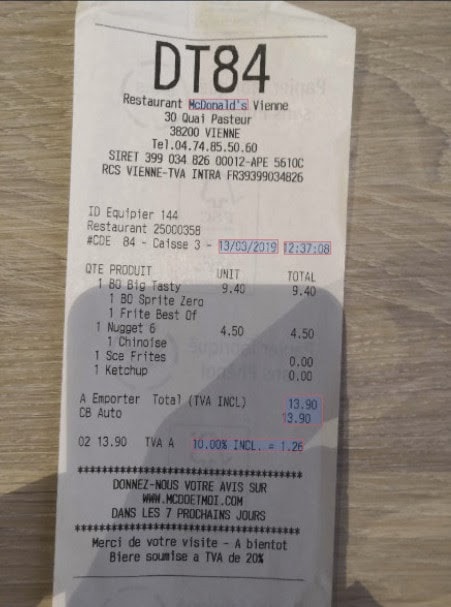 DT84
Restaurant McDonald's Vienne
30 Quai Pasteur
38200 VIENNE
Tel.04.74.85.50.60
SIRET 399 034 826 00012-APE 5610C
RCS VIENNE-TVA INTRA FR39399034826
ID Equipier 144
Restaurant 25000358
#CDE 84 - Caisse 3 - 13/03/2019 12:37:08
QTE PRODUIT UNIT TOTAL
1 BO Big Tasty 9.40 9.40
1 BO Sprite Zero
1 Frite Best Of
1 Nugget 6 4.50 4.50
1 Chinoise
1 Sce Frites 0.00
1 Ketchup 0.00
A Emporter Total (TVA INCL) 13.90
CB Auto 13.90
02 13.90 TVA A 10.00% INCL. = 1.26
****************************************
DONNEZ-NOUS VOTRE AVIS SUR
WWW.MCDOETMOI.COM
DANS LES 7 PROCHAINS JOURS
****************************************
Merci de votre visite - A bientot
Biere soumise a TVA de 20%